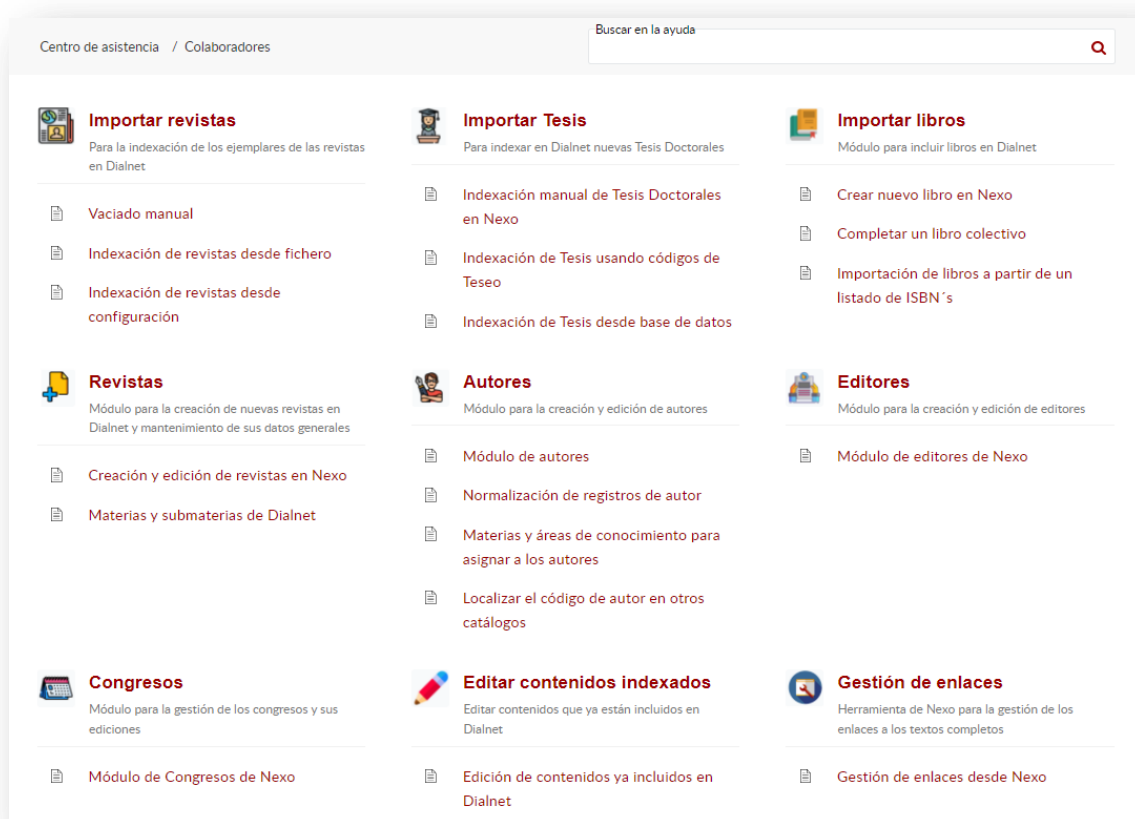 Centro de asistencia / Colaboradores
Buscar en la ayuda
Importar revistas
Para la indexación de los ejemplares de las revistas
en Dialnet
Vaciado manual
Indexación de revistas desde fichero
Indexación de revistas desde
configuración
Importar Tesis
Para indexar en Dialnet nuevas Tesis Doctorales
Indexación manual de Tesis Doctorales
en Nexo
Indexación de Tesis usando códigos de
Teseo
Indexación de Tesis desde base de datos
Importar libros
Módulo para incluir libros en Dialnet
Crear nuevo libro en Nexo
Completar un libro colectivo
Importación de libros a partir de un
listado de ISBN´s
Revistas
Módulo para la creación de nuevas revistas en
Dialnet y mantenimiento de sus datos generales
Creación y edición de revistas en Nexo
Materias y submaterias de Dialnet
Autores
Módulo para la creación y edición de autores
Módulo de autores
Normalización de registros de autor
Materias y áreas de conocimiento para
asignar a los autores
Localizar el código de autor en otros
catálogos
Editores
Módulo para la creación y edición de editores
Módulo de editores de Nexo
Congresos
Módulo para la gestión de los congresos y sus
ediciones
Módulo de Congresos de Nexo
Editar contenidos indexados
Editar contenidos que ya están incluidos en
Dialnet
Edición de contenidos ya incluidos en
Dialnet
Gestión de enlaces
Herramienta de Nexo para la gestión de los
enlaces a los textos completos
Gestión de enlaces desde Nexo